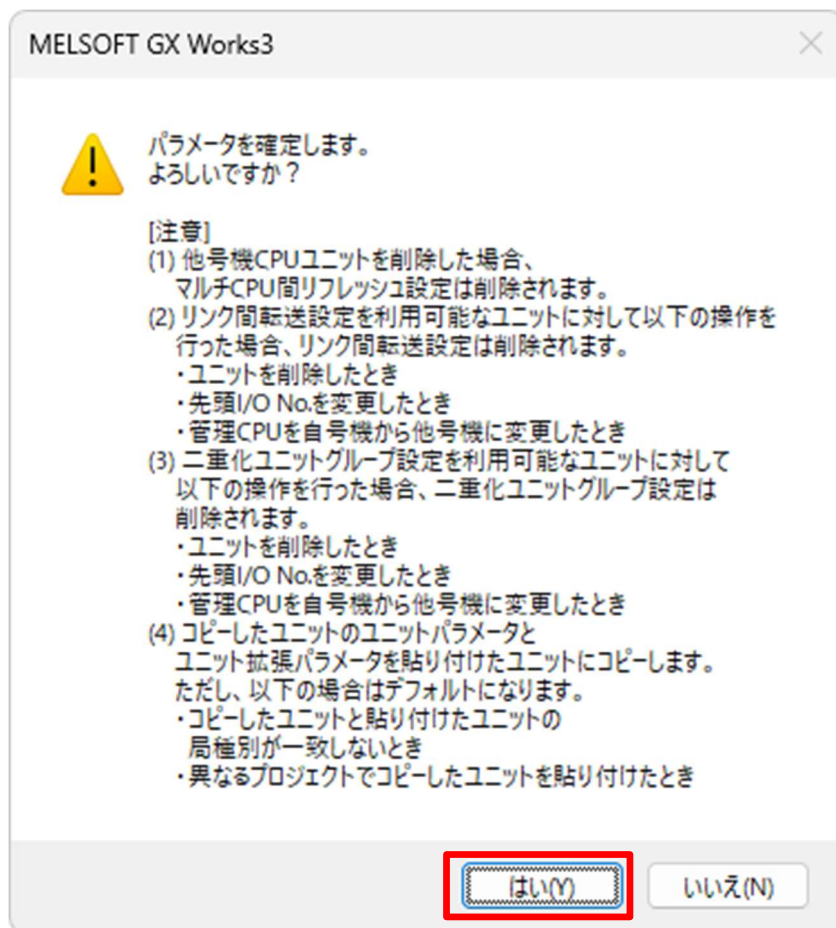 MELSOFT GX Works3
パラメータを確定します。
よろしいですか？
[注意]
(1) 他号機CPUユニットを削除した場合、
マルチCPU間リフレッシュ設定は削除されます。
(2) リンク間転送設定を利用可能なユニットに対して以下の操作を
行った場合、リンク間転送設定は削除されます。
・ユニットを削除したとき
・先頭I/O No.を変更したとき
・管理CPUを自号機から他号機に変更したとき
(3) 二重化ユニットグループ設定を利用可能なユニットに対して
以下の操作を行った場合、二重化ユニットグループ設定は
削除されます。
・ユニットを削除したとき
・先頭I/O No.を変更したとき
・管理CPUを自号機から他号機に変更したとき
(4) コピーしたユニットのユニットパラメータと
ユニット拡張パラメータを貼り付けたユニットにコピーします。
ただし、以下の場合はデフォルトになります。
・コピーしたユニットと貼り付けたユニットの
局種別が一致しないとき
・異なるプロジェクトでコピーしたユニットを貼り付けたとき
はい(Y)
いいえ(N)